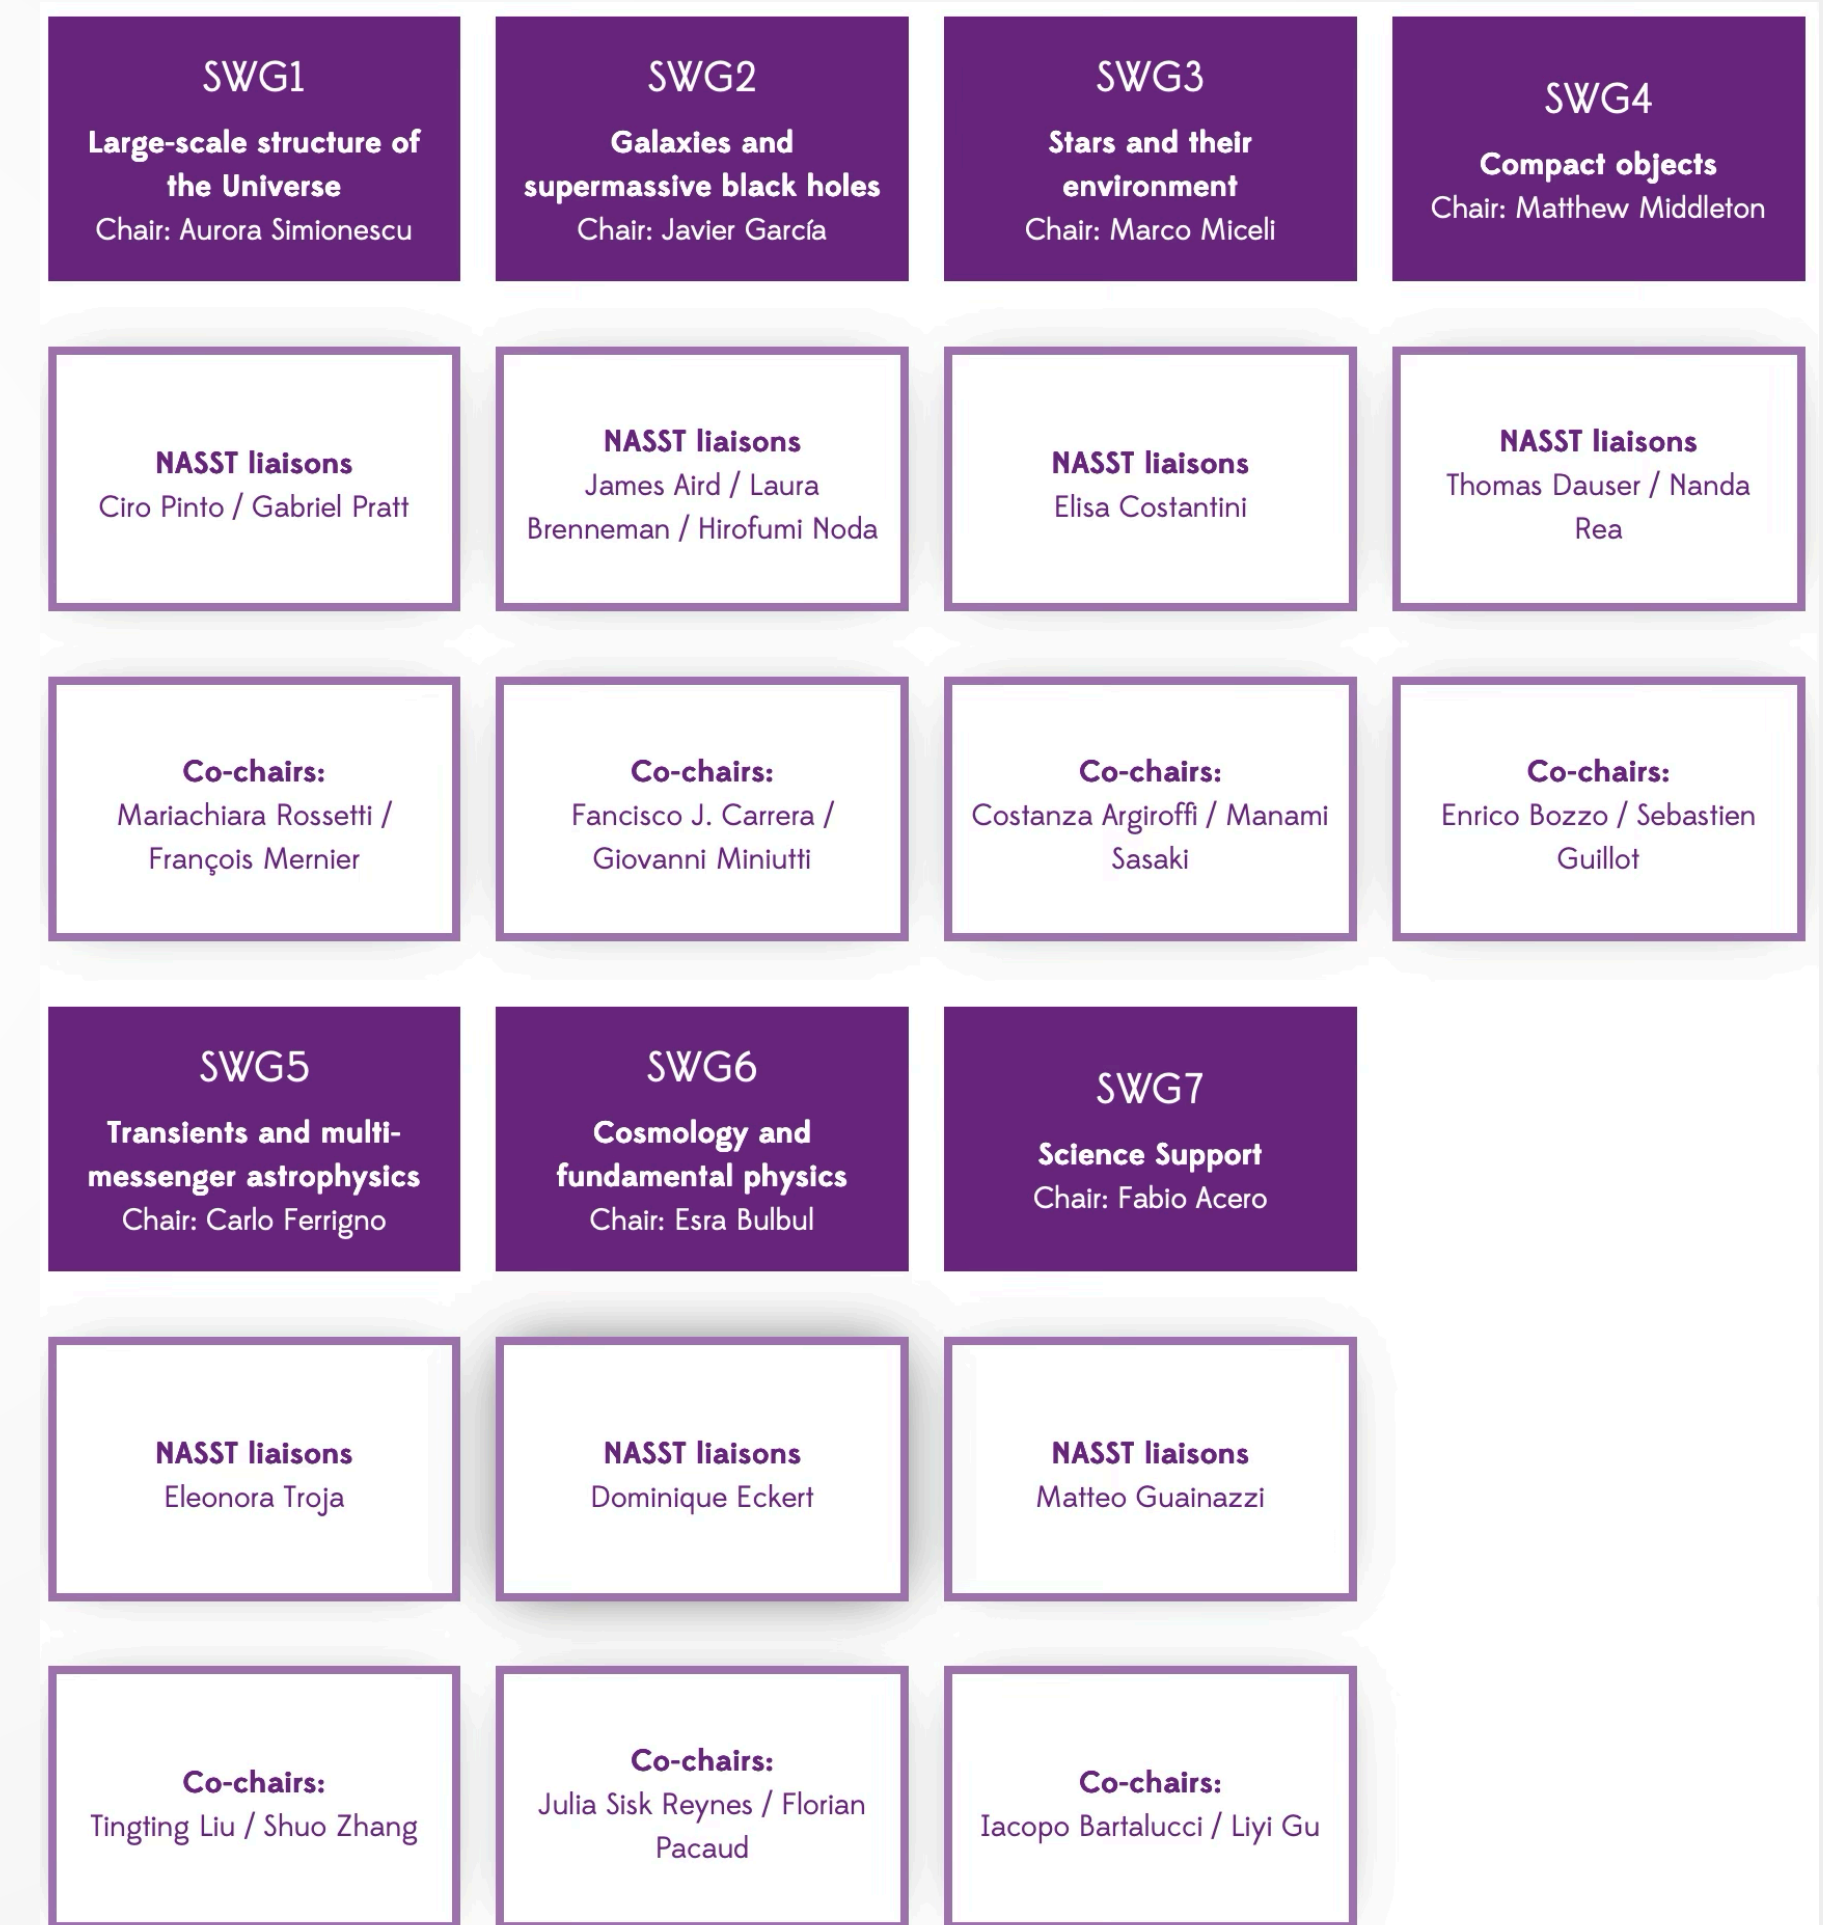 SWG1
Large-scale structure of
the Universe
Chair: Aurora Simionescu
SWG2
Galaxies and
supermassive black holes
Chair: Javier García
SWG3
Stars and their
environment
Chair: Marco Miceli
SWG4
Compact objects
Chair: Matthew Middleton
NASST liaisons
Ciro Pinto / Gabriel Pratt
NASST liaisons
James Aird / Laura
Brenneman / Hirofumi Noda
NASST liaisons
Elisa Costantini
NASST liaisons
Thomas Dauser / Nanda
Rea
Co-chairs:
Mariachiara Rossetti /
François Mernier
Co-chairs:
Fancisco J. Carrera /
Giovanni Miniutti
Co-chairs:
Costanza Argiroffi / Manami
Sasaki
Co-chairs:
Enrico Bozzo / Sebastien
Guillot
SWG5
Transients and multi-
messenger astrophysics
Chair: Carlo Ferrigno
SWG6
Cosmology and
fundamental physics
Chair: Esra Bulbul
SWG7
Science Support
Chair: Fabio Acero
NASST liaisons
Eleonora Troja
NASST liaisons
Dominique Eckert
NASST liaisons
Matteo Guainazzi
Co-chairs:
Tingting Liu / Shuo Zhang
Co-chairs:
Julia Sisk Reynes / Florian
Pacaud
Co-chairs:
Iacopo Bartalucci / Liyi Gu